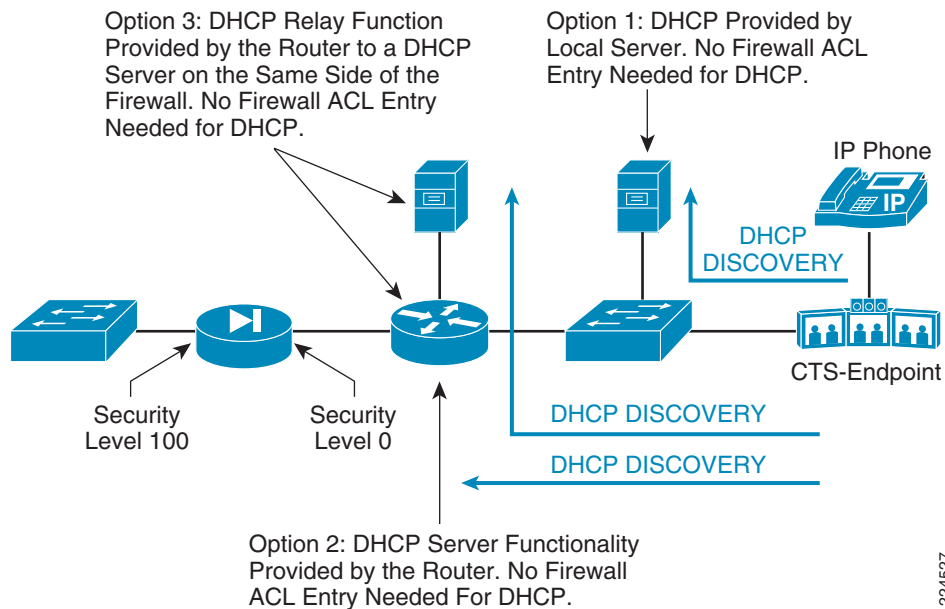 Option 3: DHCP Relay Function
Provided by the Router to a DHCP
Server on the Same Side of the
Firewall. No Firewall ACL Entry
Needed for DHCP.
Option 1: DHCP Provided by
Local Server. No Firewall ACL
Entry Needed for DHCP.
IP Phone
IP
DHCP
DISCOVERY
CTS-Endpoint
Security
Level 100
Security
Level 0
DHCP DISCOVERY
DHCP DISCOVERY
Option 2: DHCP Server Functionality
Provided by the Router. No Firewall
ACL Entry Needed For DHCP.